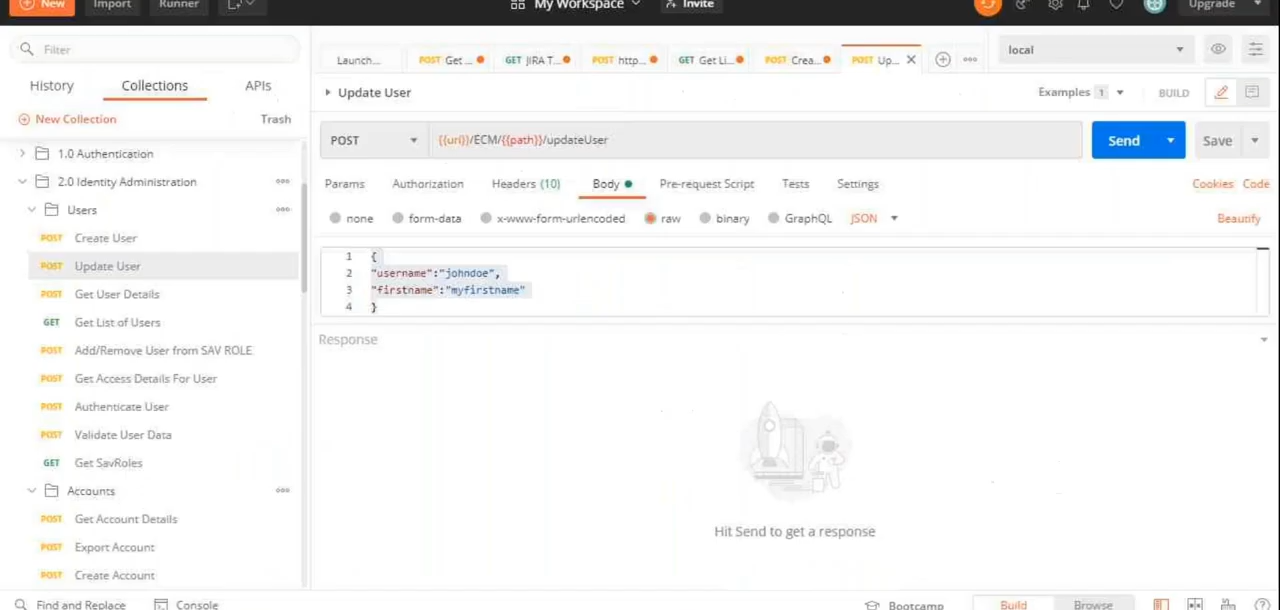 New
Import
Runner
My Workspace
Invite
Upgrade
Filter
History
Collections
APIs
New Collection
Trash
1.0 Authentication
2.0 Identity Administration
Users
POST Create User
POST Update User
POST Get User Details
GET Get List of Users
POST Add/Remove User from SAV ROLE
POST Get Access Details For User
POST Authenticate User
POST Validate User Data
GET Get SavRoles
Accounts
POST Get Account Details
POST Export Account
POST Create Account
Launch...
POST Get ...
GET JIRA T...
POST http...
GET Get Li...
POST Crea...
POST Up...
local
Update User
Examples 1
BUILD
POST
{{url}}/ECM/{{path}}/updateUser
Send
Save
Params
Authorization
Headers (10)
Body
Pre-request Script
Tests
Settings
Cookies
Code
none
form-data
x-www-form-urlencoded
raw
binary
GraphQL
JSON
Beautify
1 {
2 "username":"johndoe",
3 "firstname":"myfirstname"
4 }
Response
Hit Send to get a response
Find and Replace
Console
Bootcamp
Build
Browse